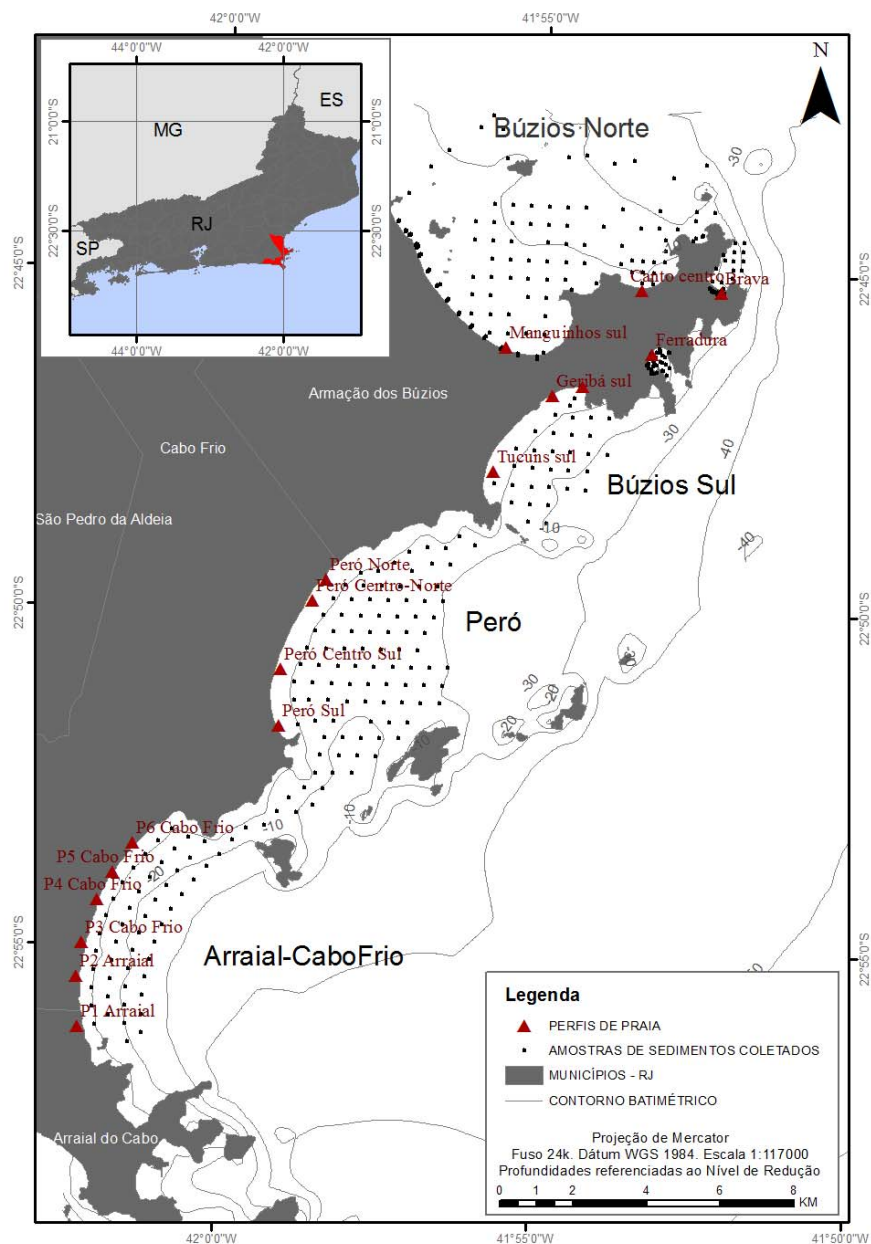 42°0'0"W
41°55'0"W
44°0'0"W
42°0'0"W
N
ES
MG
21°0'0"S
21°0'0"S
RJ
22°30'0"S
22°30'0"S
SP
44°0'0"W
42°0'0"W
Búzios Norte
-30
22°45'0"S
22°45'0"S
Canto centro
Brava
Manguinhos sul
Ferradura
Armação dos Búzios
Geribá sul
-30
-40
Cabo Frio
Tucuns sul
Búzios Sul
São Pedro da Aldeia
-10
-40
Peró Norte
Peró Centro-Norte
22°50'0"S
22°50'0"S
Peró
Peró Centro Sul
-30
-30
-20
Peró Sul
-20
-10
-10
P6 Cabo Frio
-10
P5 Cabo Frio
-20
P4 Cabo Frio
P3 Cabo Frio
22°55'0"S
22°55'0"S
Arraial-CaboFrio
P2 Arraial
P1 Arraial
Legenda
PERFIS DE PRAIA
AMOSTRAS DE SEDIMENTOS COLETADOS
MUNICÍPIOS - RJ
CONTORNO BATIMÉTRICO
Arraial do Cabo
Projeção de Mercator
Fuso 24k. Dátum WGS 1984. Escala 1:117000
Profundidades referenciadas ao Nível de Redução
0 1 2 4 6 8
KM
42°0'0"W
41°55'0"W
41°50'0"W